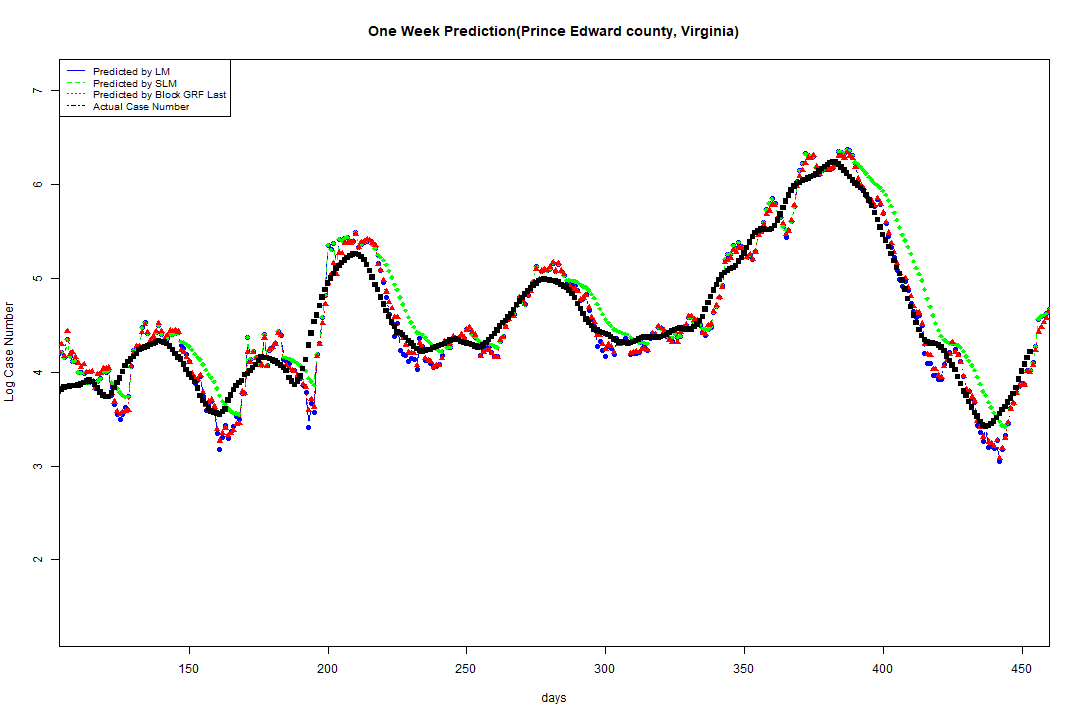 One Week Prediction(Prince Edward county, Virginia)
Predicted by LM
Predicted by SLM
Predicted by Block GRF Last
Actual Case Number
7
6
5
4
3
2
Log Case Number
150 200 250 300 350 400 450
days